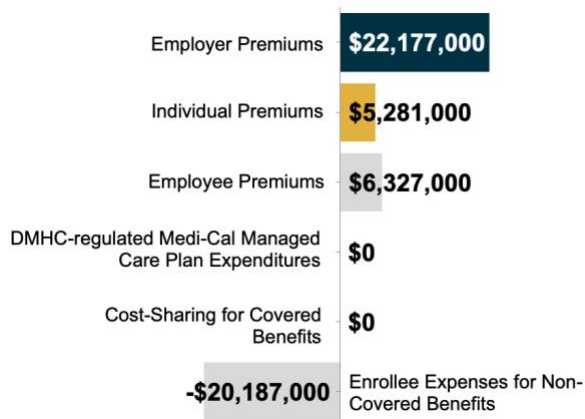 Employer Premiums
$22,177,000
Individual Premiums
$5,281,000
Employee Premiums
$6,327,000
DMHC-regulated Medi-Cal Managed
Care Plan Expenditures
$0
Cost-Sharing for Covered
Benefits
$0
-$20,187,000
Enrollee Expenses for Non-
Covered Benefits